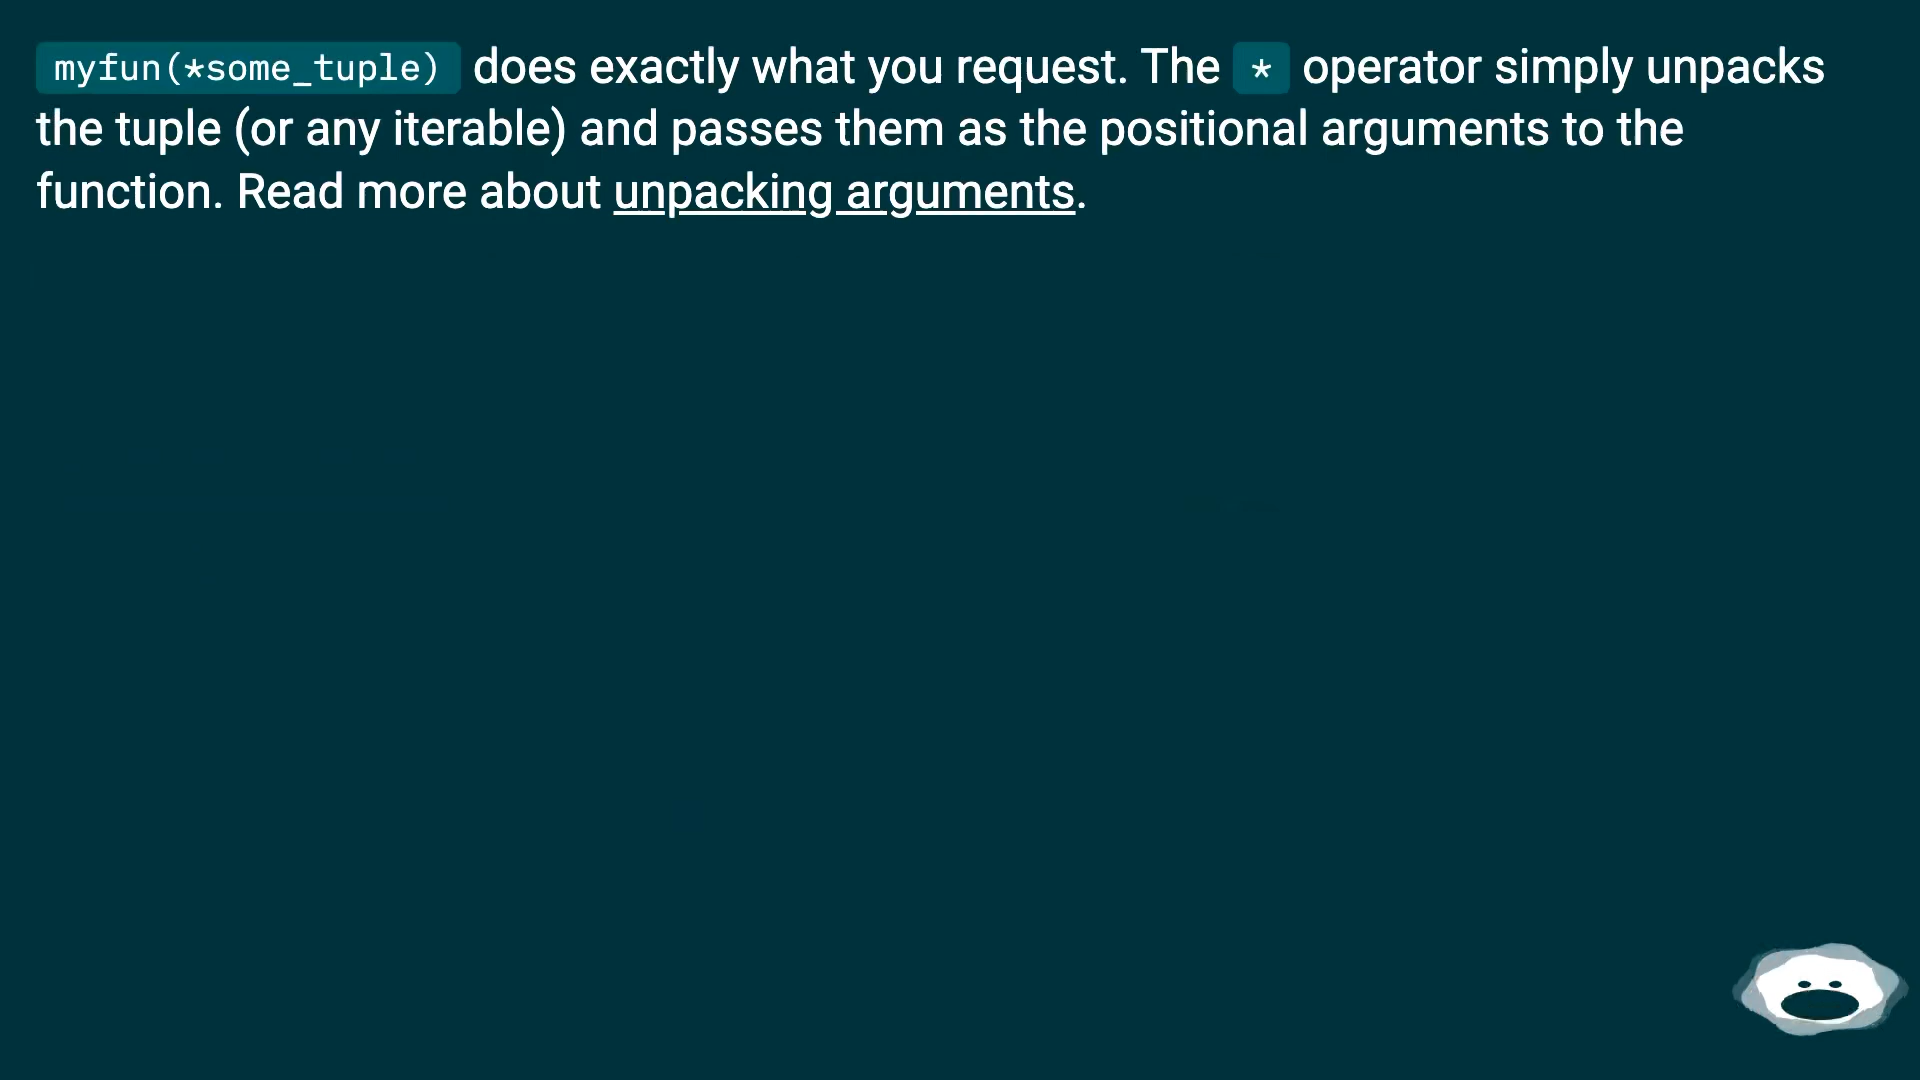 myfun(*some_tuple) does exactly what you request. The * operator simply unpacks
the tuple (or any iterable) and passes them as the positional arguments to the
function. Read more about unpacking arguments.